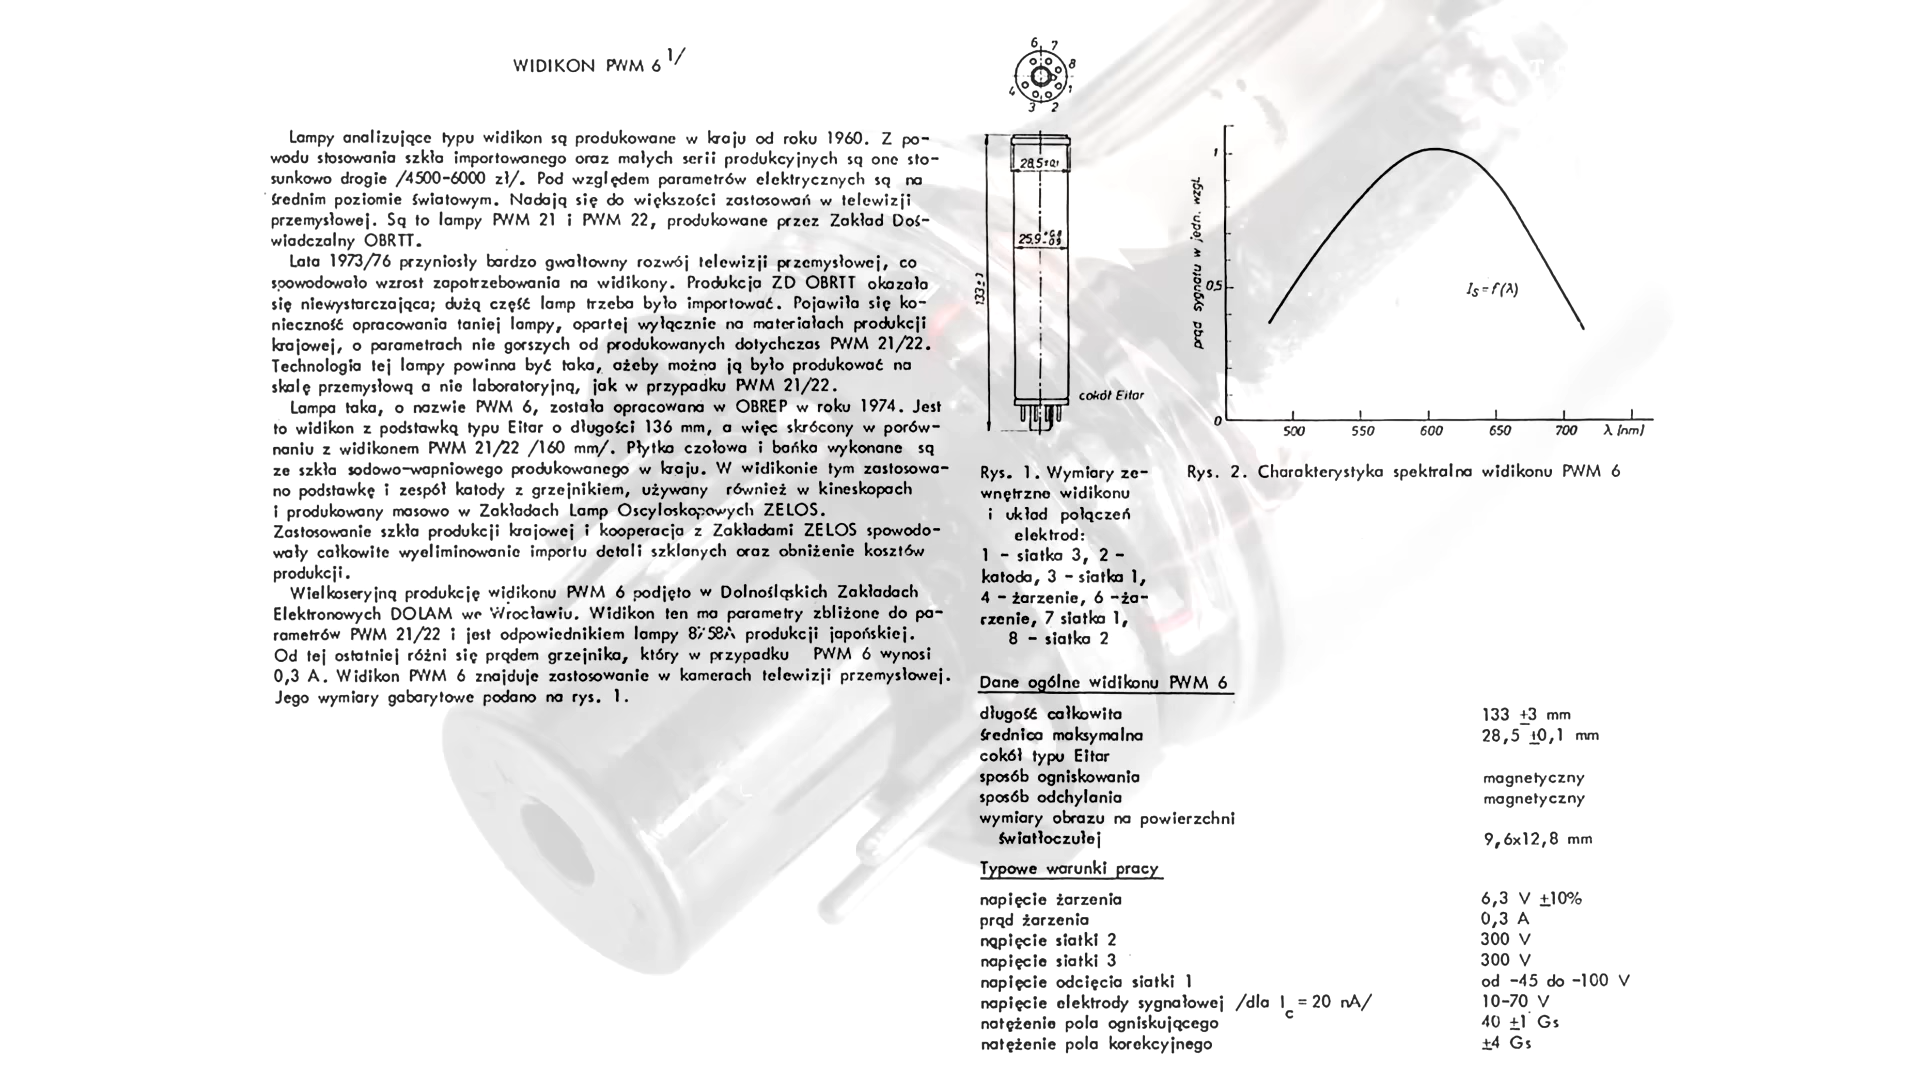 WIDIKON PWM 6 1/
Lampy analizujące typu widikon są produkowane w kraju od roku 1960. Z po-
wodu stosowania szkła importowanego oraz małych serii produkcyjnych są one sto-
sunkowo drogie /4500-6000 zł/. Pod względem parametrów elektrycznych są na
średnim poziomie światowym. Nadają się do większości zastosowań w telewizji
przemysłowej. Są to lampy PWM 21 i PWM 22, produkowane przez Zakład Doś-
wiadczalny OBRTT.
Lata 1973/76 przyniosły bardzo gwałtowny rozwój telewizji przemysłowej, co
spowodowało wzrost zapotrzebowania na widikony. Produkcja ZD OBRTT okazała
się niewystarczająca; dużą część lamp trzeba było importować. Pojawiła się ko-
nieczność opracowania taniej lampy, opartej wyłącznie na materiałach produkcji
krajowej, o parametrach nie gorszych od produkowanych dotychczas PWM 21/22.
Technologia tej lampy powinna być taka, ażeby można ją było produkować na
skalę przemysłową a nie laboratoryjną, jak w przypadku PWM 21/22.
Lampa taka, o nazwie PWM 6, została opracowana w OBREP w roku 1974. Jest
to widikon z podstawką typu Eitar o długości 136 mm, a więc skrócony w porów-
naniu z widikonem PWM 21/22 /160 mm/. Płytka czołowa i bańka wykonane są
ze szkła sodowo-wapniowego produkowanego w kraju. W widikonie tym zastosowa-
no podstawkę i zespół katody z grzejnikiem, używany również w kineskopach
i produkowany masowo w Zakładach Lamp Oscyloskopowych ZELOS.
Zastosowanie szkła produkcji krajowej i kooperacja z Zakładami ZELOS spowodo-
wały całkowite wyeliminowanie importu detali szklanych oraz obniżenie kosztów
produkcji.
Wielkoseryjną produkcję widikonu PWM 6 podjęto w Dolnośląskich Zakładach
Elektronowych DOLAM we Wrocławiu. Widikon ten ma parametry zbliżone do pa-
rametrów PWM 21/22 i jest odpowiednikiem lampy produkcji japońskiej.
Od tej ostatniej różni się prądem grzejnika, który w przypadku PWM 6 wynosi
0,3 A. Widikon PWM 6 znajduje zastosowanie w kamerach telewizji przemysłowej.
Jego wymiary gabarytowe podano na rys. 1.
6 7
8
4 1
3 2
28.5±0,1
25.9
133±3
cokół Eitar
Rys. 1. Wymiary ze-
wnętrzne widikonu
i układ połączeń
elektrod:
1 - siatka 3, 2 -
katoda, 3 - siatka 1,
4 - żarzenie, 6 -ża-
rzenie, 7 siatka 1,
8 - siatka 2
prąd sygnału w jedn. wzgl.
1
0,5
0
Is = f(λ)
500 550 600 650 700 λ [nm]
Rys. 2. Charakterystyka spektralna widikonu PWM 6
Dane ogólne widikonu PWM 6
długość całkowita 133 ±3 mm
średnica maksymalna 28,5 ±0,1 mm
cokół typu Eitar
sposób ogniskowania magnetyczny
sposób odchylania magnetyczny
wymiary obrazu na powierzchni
światłoczułej 9,6x12,8 mm
Typowe warunki pracy
napięcie żarzenia 6,3 V ±10%
prąd żarzenia 0,3 A
napięcie siatki 2 300 V
napięcie siatki 3 300 V
napięcie odcięcia siatki 1 od -45 do -100 V
napięcie elektrody sygnałowej /dla Ic = 20 nA/ 10-70 V
natężenie pola ogniskującego 40 ±1 Gs
natężenie pola korekcyjnego ±4 Gs